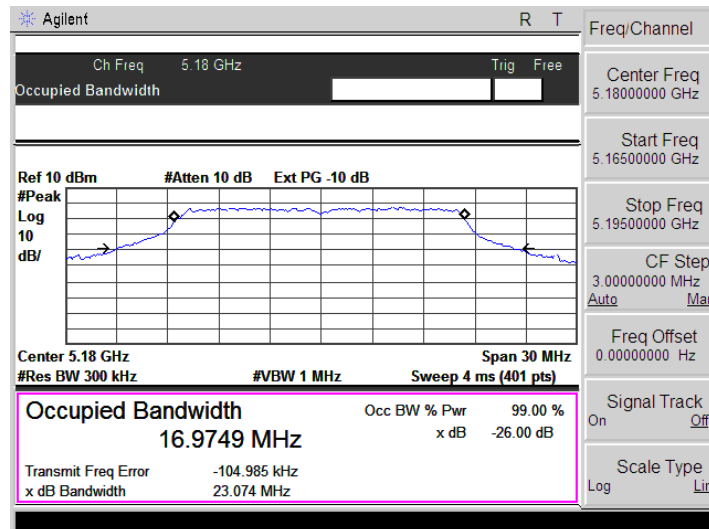 Agilent R T
Ch Freq 5.18 GHz Trig Free
Occupied Bandwidth
Ref 10 dBm #Atten 10 dB Ext PG -10 dB
#Peak
Log
10
dB/
Center 5.18 GHz Span 30 MHz
#Res BW 300 kHz #VBW 1 MHz Sweep 4 ms (401 pts)
Occupied Bandwidth Occ BW % Pwr 99.00 %
16.9749 MHz x dB -26.00 dB
Transmit Freq Error -104.985 kHz
x dB Bandwidth 23.074 MHz
Freq/Channel
Center Freq
5.18000000 GHz
Start Freq
5.16500000 GHz
Stop Freq
5.19500000 GHz
CF Step
3.00000000 MHz
Auto Mar
Freq Offset
0.00000000 Hz
Signal Track
On Off
Scale Type
Log Lin